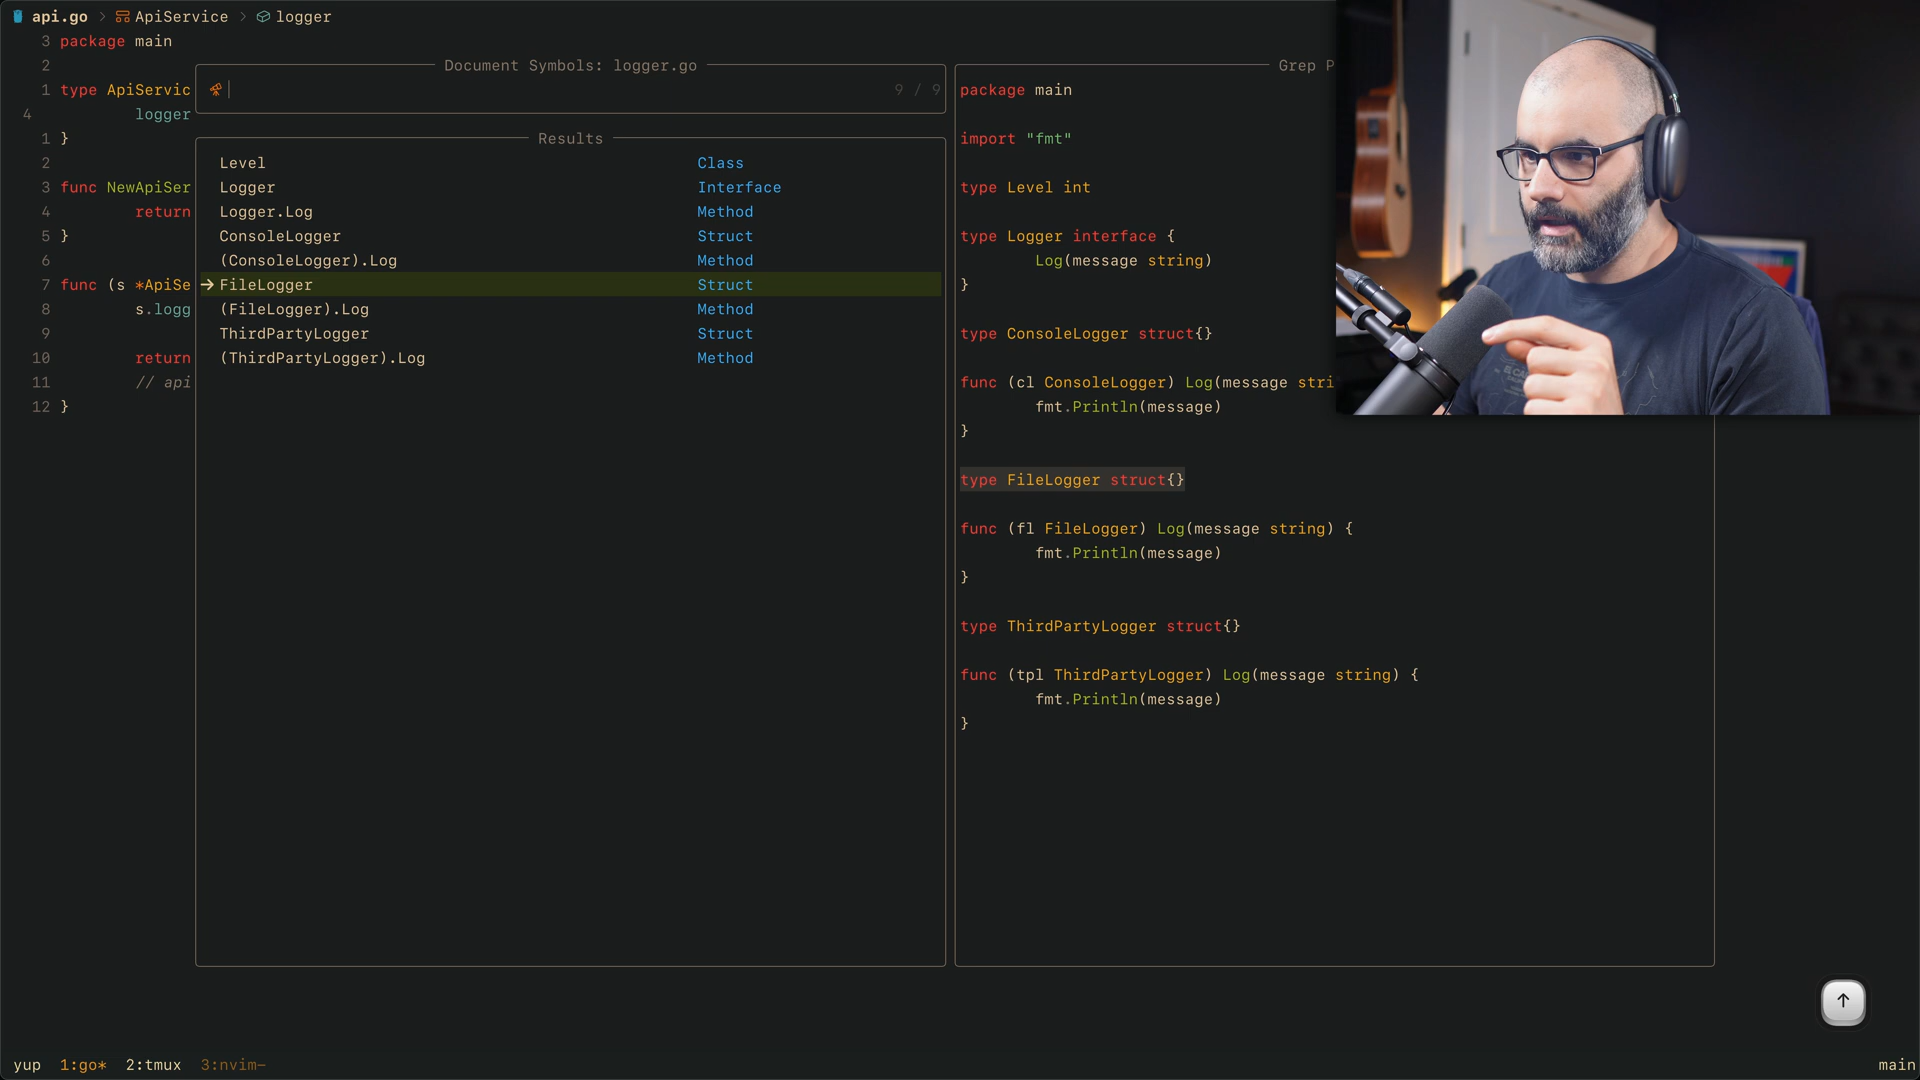 api.go > ApiService > logger
3 package main
2
1 type ApiServic
4 logger
1 }
2
3 func NewApiSer
4 return
5 }
6
7 func (s *ApiSe
8 s.logg
9
10 return
11 // api
12 }
Document Symbols: logger.go
9 / 9
Results
Level Class
Logger Interface
Logger.Log Method
ConsoleLogger Struct
(ConsoleLogger).Log Method
→ FileLogger Struct
(FileLogger).Log Method
ThirdPartyLogger Struct
(ThirdPartyLogger).Log Method
Grep P
package main
import "fmt"
type Level int
type Logger interface {
Log(message string)
}
type ConsoleLogger struct{}
func (cl ConsoleLogger) Log(message stri
fmt.Println(message)
}
type FileLogger struct{}
func (fl FileLogger) Log(message string) {
fmt.Println(message)
}
type ThirdPartyLogger struct{}
func (tpl ThirdPartyLogger) Log(message string) {
fmt.Println(message)
}
↑
yup 1:go* 2:tmux 3:nvim- main